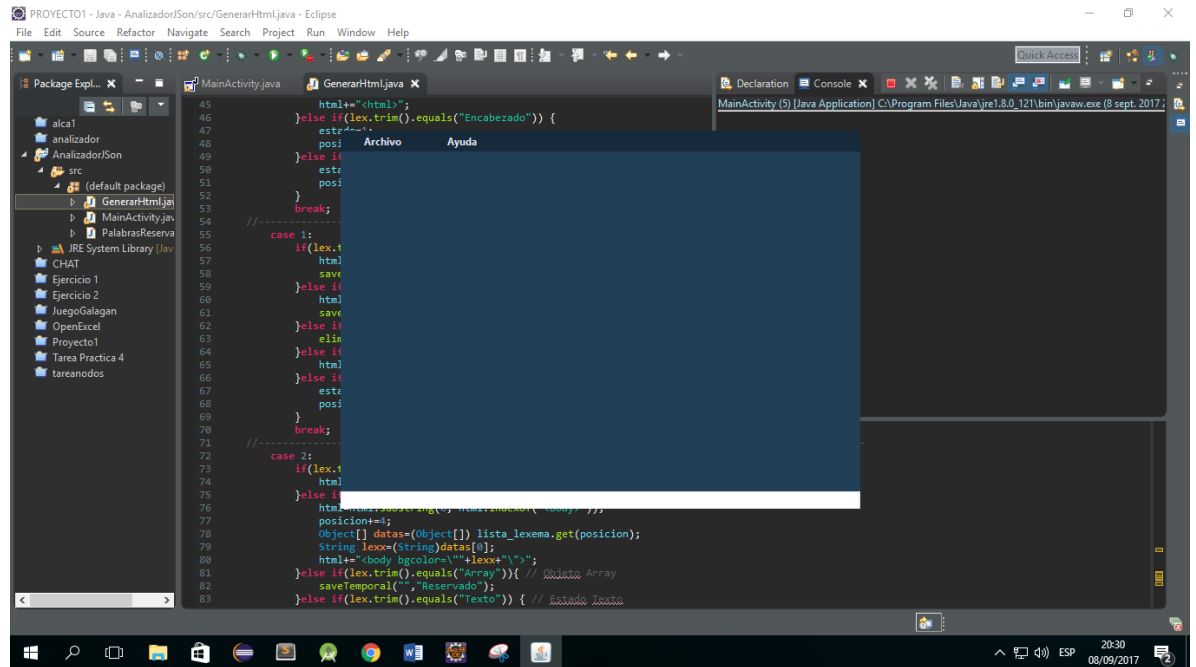 PROYECTO1 - Java - AnalizadorJSon/src/GenerarHtml.java - Eclipse
File Edit Source Refactor Navigate Search Project Run Window Help
Quick Access
Package Expl...
MainActivity.java
GenerarHtml.java
Declaration
Console
MainActivity (5) [Java Application] C:\Program Files\Java\jre1.8.0_121\bin\javaw.exe (8 sept. 2017 2
alca1
analizador
AnalizadorJSon
src
(default package)
GenerarHtml.jav
MainActivity.jav
PalabrasReserva
JRE System Library [Jav
CHAT
Ejercicio 1
Ejercicio 2
JuegoGalagan
OpenExcel
Proyecto1
Tarea Practica 4
tareanodos
45 html+="<html>";
46 }else if(lex.trim().equals("Encabezado")) {
47 estado=1;
48 posi
49 }else if
50 esta
51 posi
52 }
53 break;
54 //--------------
55 case 1:
56 if(lex.t
57 html
58 save
59 }else if
60 html
61 save
62 }else if
63 elim
64 }else if
65 html
66 }else if
67 esta
68 posi
69 }
70 break;
71 //--------------
72 case 2:
73 if(lex.t
74 html
75 }else if
76 html=html.substring(0, html.indexOf("<body>"));
77 posicion+=4;
78 Object[] datas=(Object[]) lista_lexema.get(posicion);
79 String lexx=(String)datas[0];
80 html+="<body bgcolor=\""+lexx+"\">";
81 }else if(lex.trim().equals("Array")){ // Objeto Array
82 saveTemporal("","Reservado");
83 }else if(lex.trim().equals("Texto")) { // Estado Texto
Archivo Ayuda
ESP
20:30
08/09/2017
2